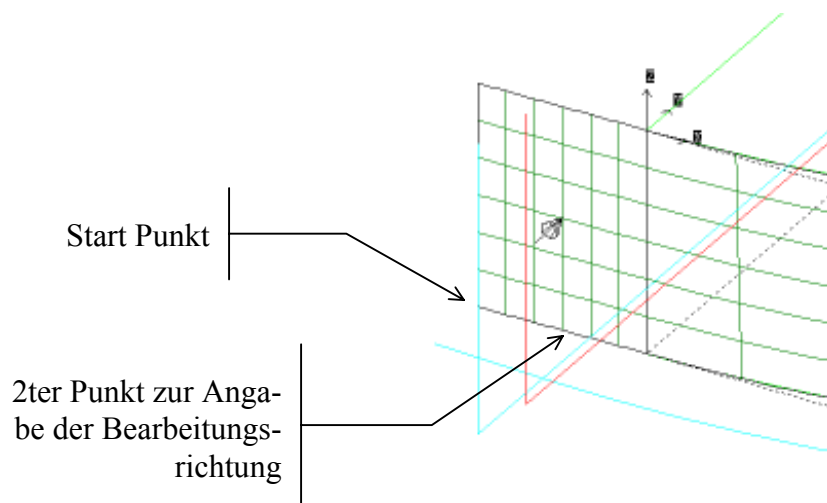 Start Punkt
2ter Punkt zur Anga-
be der Bearbeitungs-
richtung